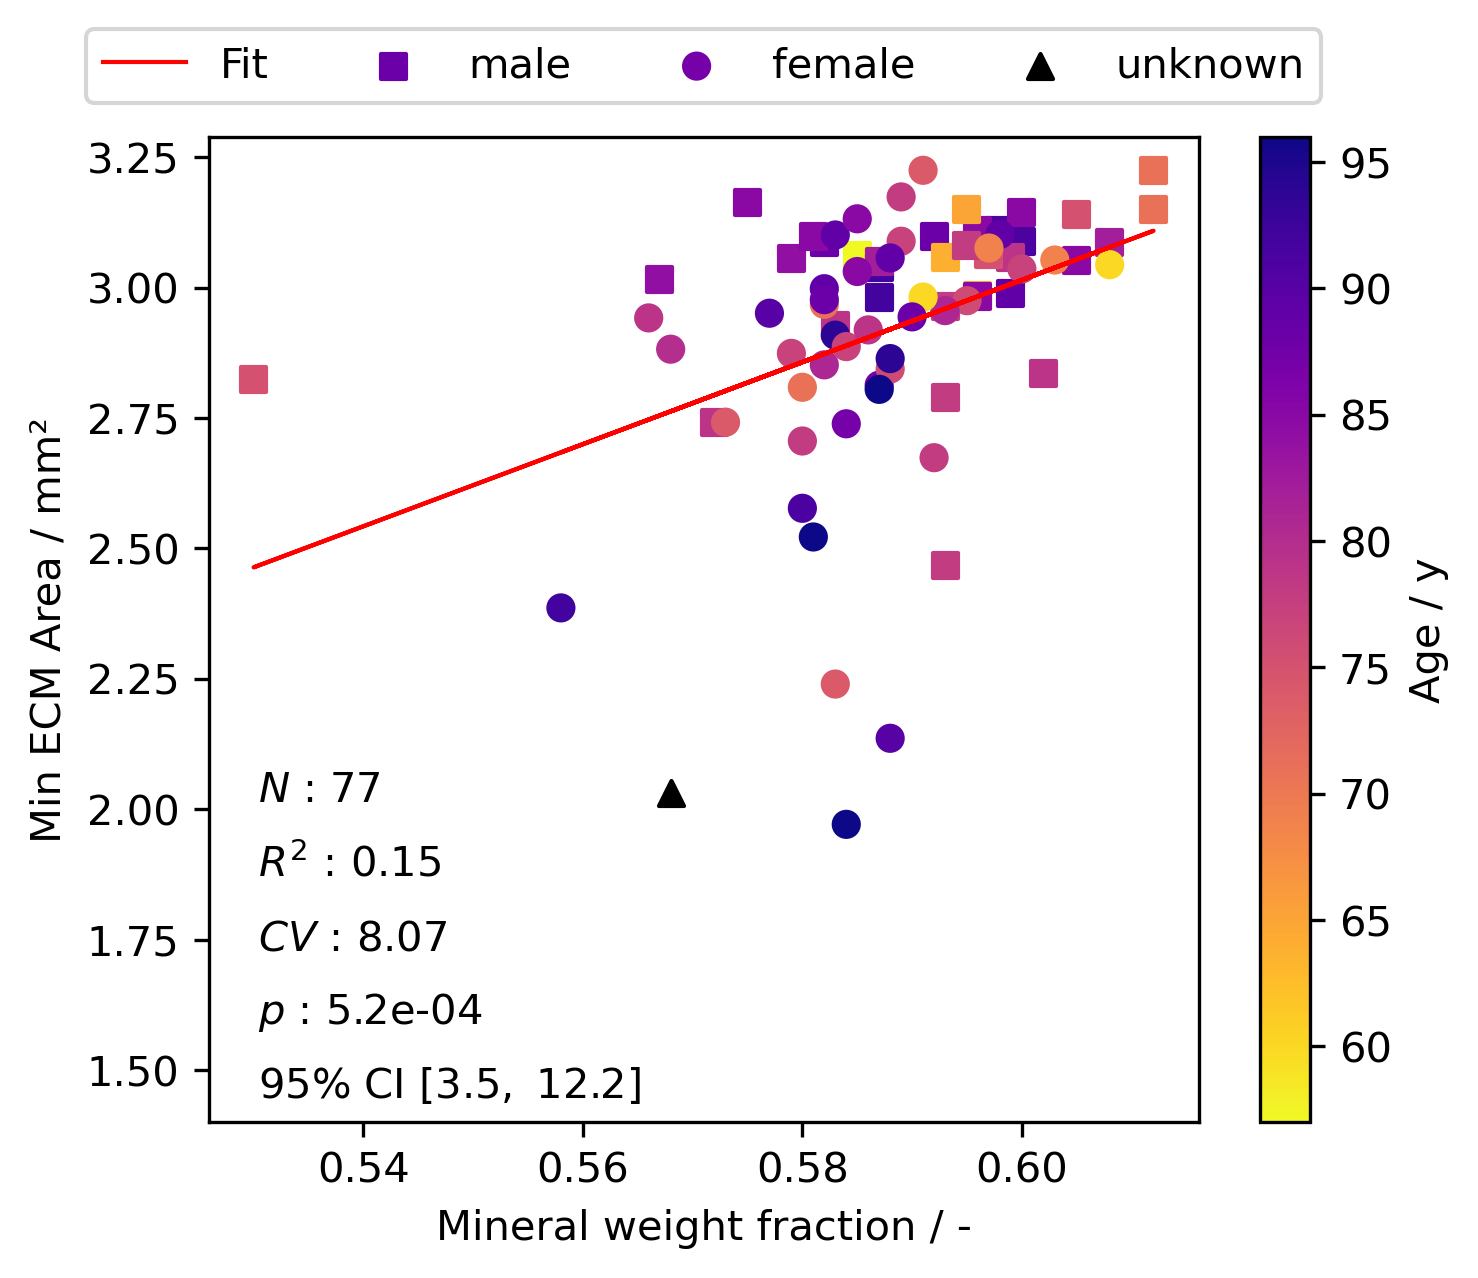 Fit male female unknown
3.25
3.00
2.75
2.50
2.25
2.00
1.75
1.50
Min ECM Area / mm²
N : 77
R² : 0.15
CV : 8.07
p : 5.2e-04
95% CI [3.5, 12.2]
0.54 0.56 0.58 0.60
Mineral weight fraction / -
95
90
85
80
75
70
65
60
Age / y